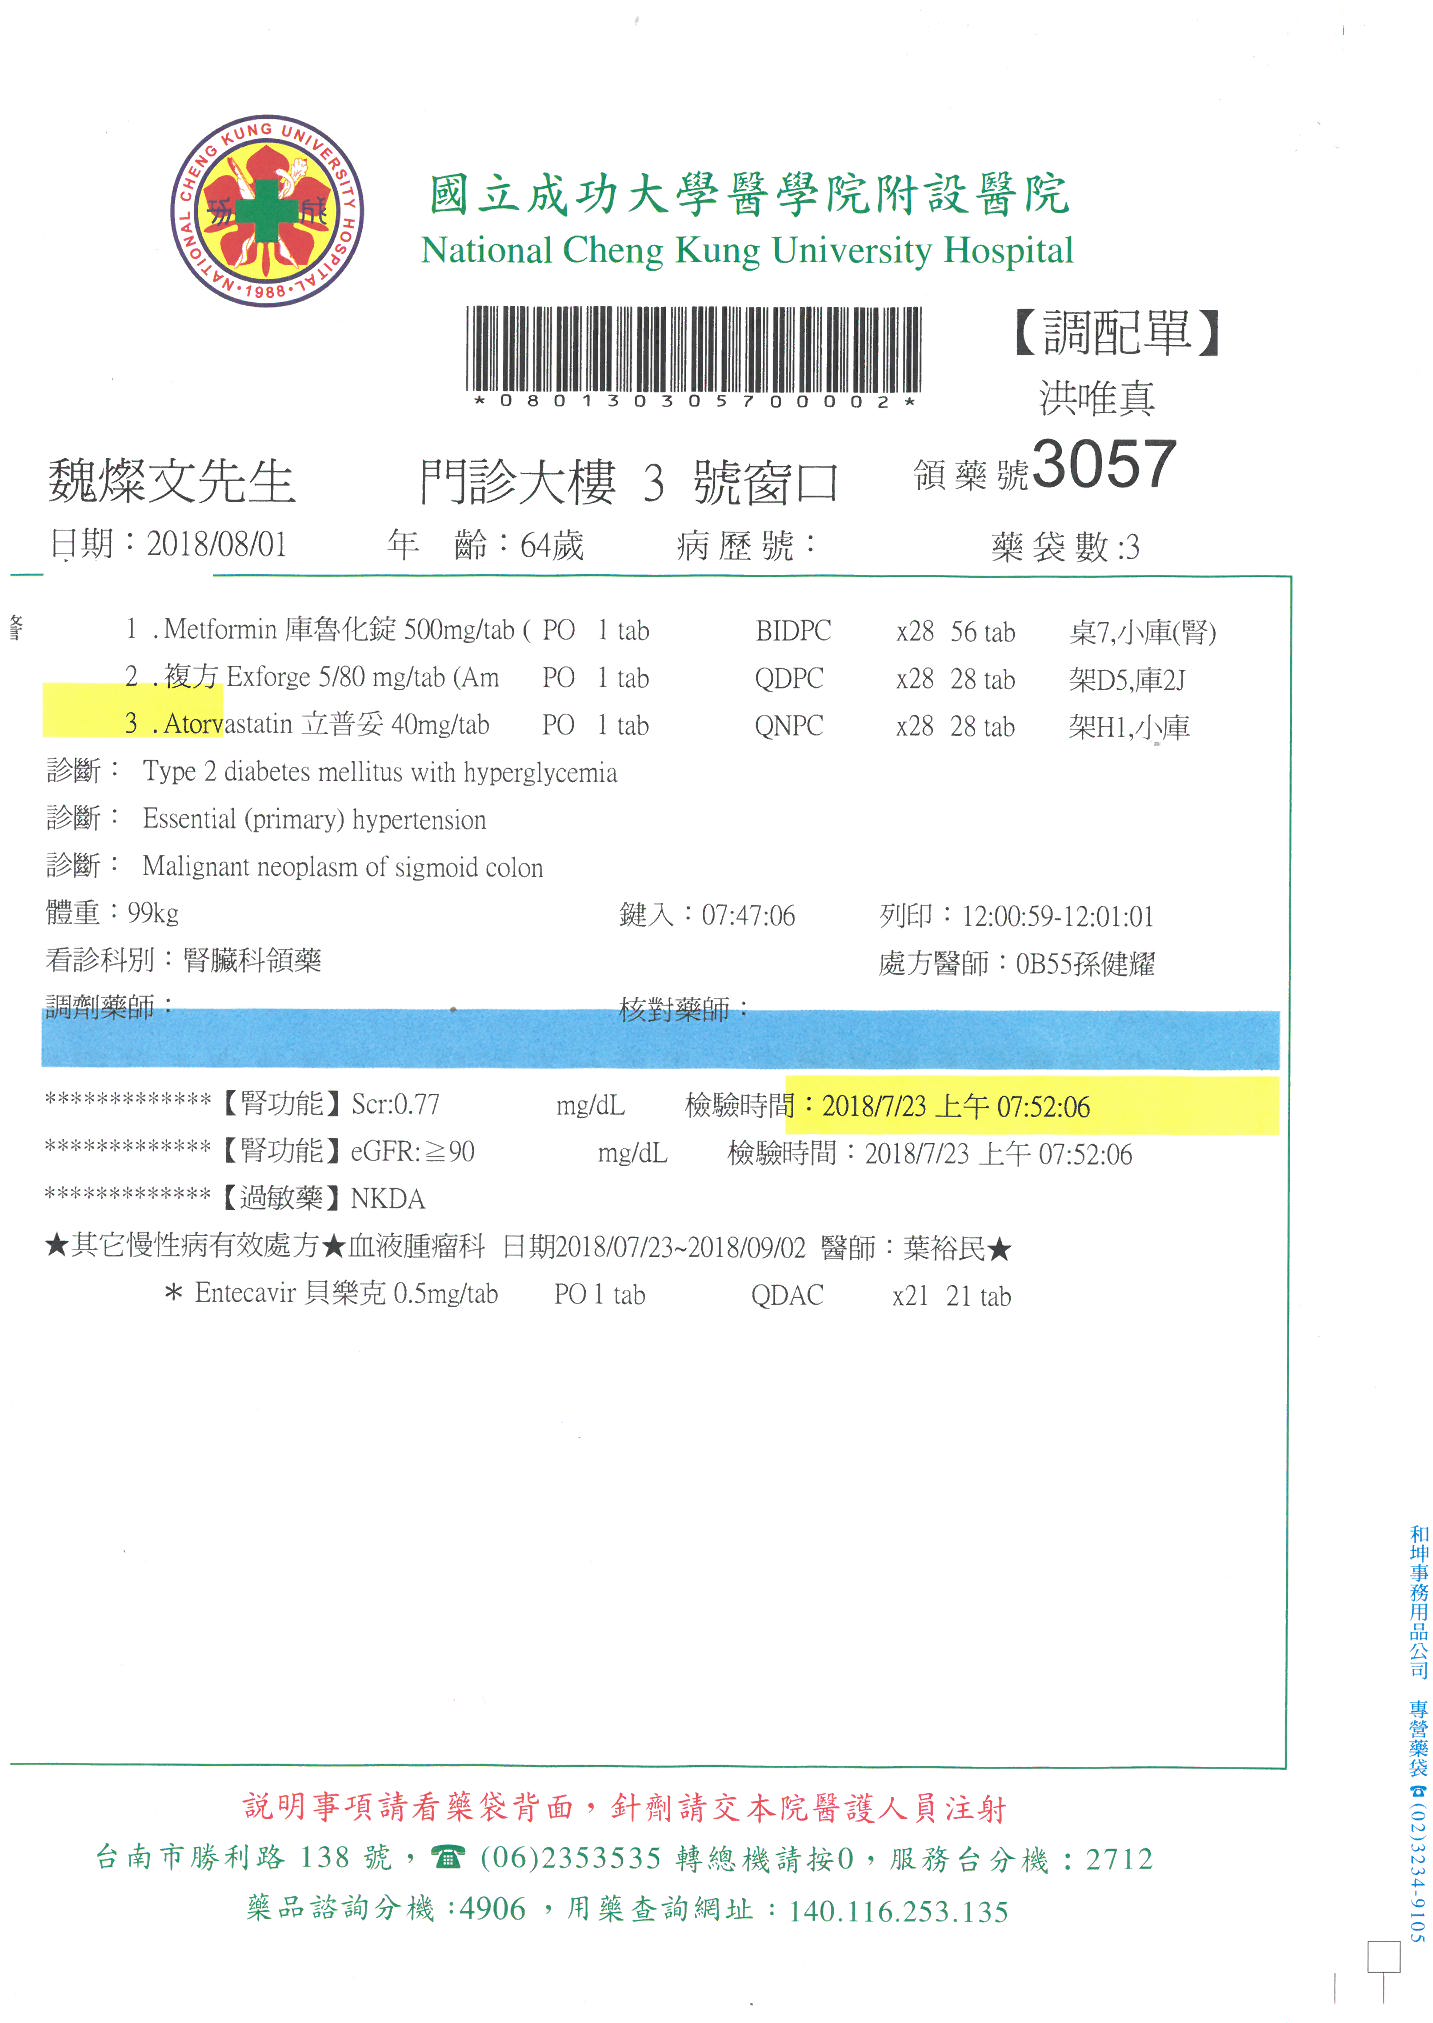 NATIONAL CHENG KUNG UNIVERSITY HOSPITAL
成功
·1988·
國立成功大學醫學院附設醫院
National Cheng Kung University Hospital
*080130305700002*
【調配單】
洪唯真
魏燦文先生 門診大樓 3 號窗口 領藥號3057
日期：2018/08/01 年 齡：64歲 病歷號： 藥袋數:3
1 .Metformin 庫魯化錠 500mg/tab ( PO 1 tab BIDPC x28 56 tab 桌7,小庫(腎)
2 .複方 Exforge 5/80 mg/tab (Am PO 1 tab QDPC x28 28 tab 架D5,庫2J
3 .Atorvastatin 立普妥 40mg/tab PO 1 tab QNPC x28 28 tab 架H1,小庫
診斷： Type 2 diabetes mellitus with hyperglycemia
診斷： Essential (primary) hypertension
診斷： Malignant neoplasm of sigmoid colon
體重：99kg 鍵入：07:47:06 列印：12:00:59-12:01:01
看診科別：腎臟科領藥 處方醫師：0B55孫健耀
調劑藥師： 核對藥師：
*************【腎功能】Scr:0.77 mg/dL 檢驗時間：2018/7/23 上午 07:52:06
*************【腎功能】eGFR:≧90 mg/dL 檢驗時間：2018/7/23 上午 07:52:06
*************【過敏藥】NKDA
★其它慢性病有效處方★血液腫瘤科 日期2018/07/23~2018/09/02 醫師：葉裕民★
＊ Entecavir 貝樂克 0.5mg/tab PO 1 tab QDAC x21 21 tab
說明事項請看藥袋背面，針劑請交本院醫護人員注射
台南市勝利路 138 號，☎ (06)2353535 轉總機請按0，服務台分機：2712
藥品諮詢分機:4906 ，用藥查詢網址：140.116.253.135
和坤事務用品公司 專營藥袋☎(02)3234-9105